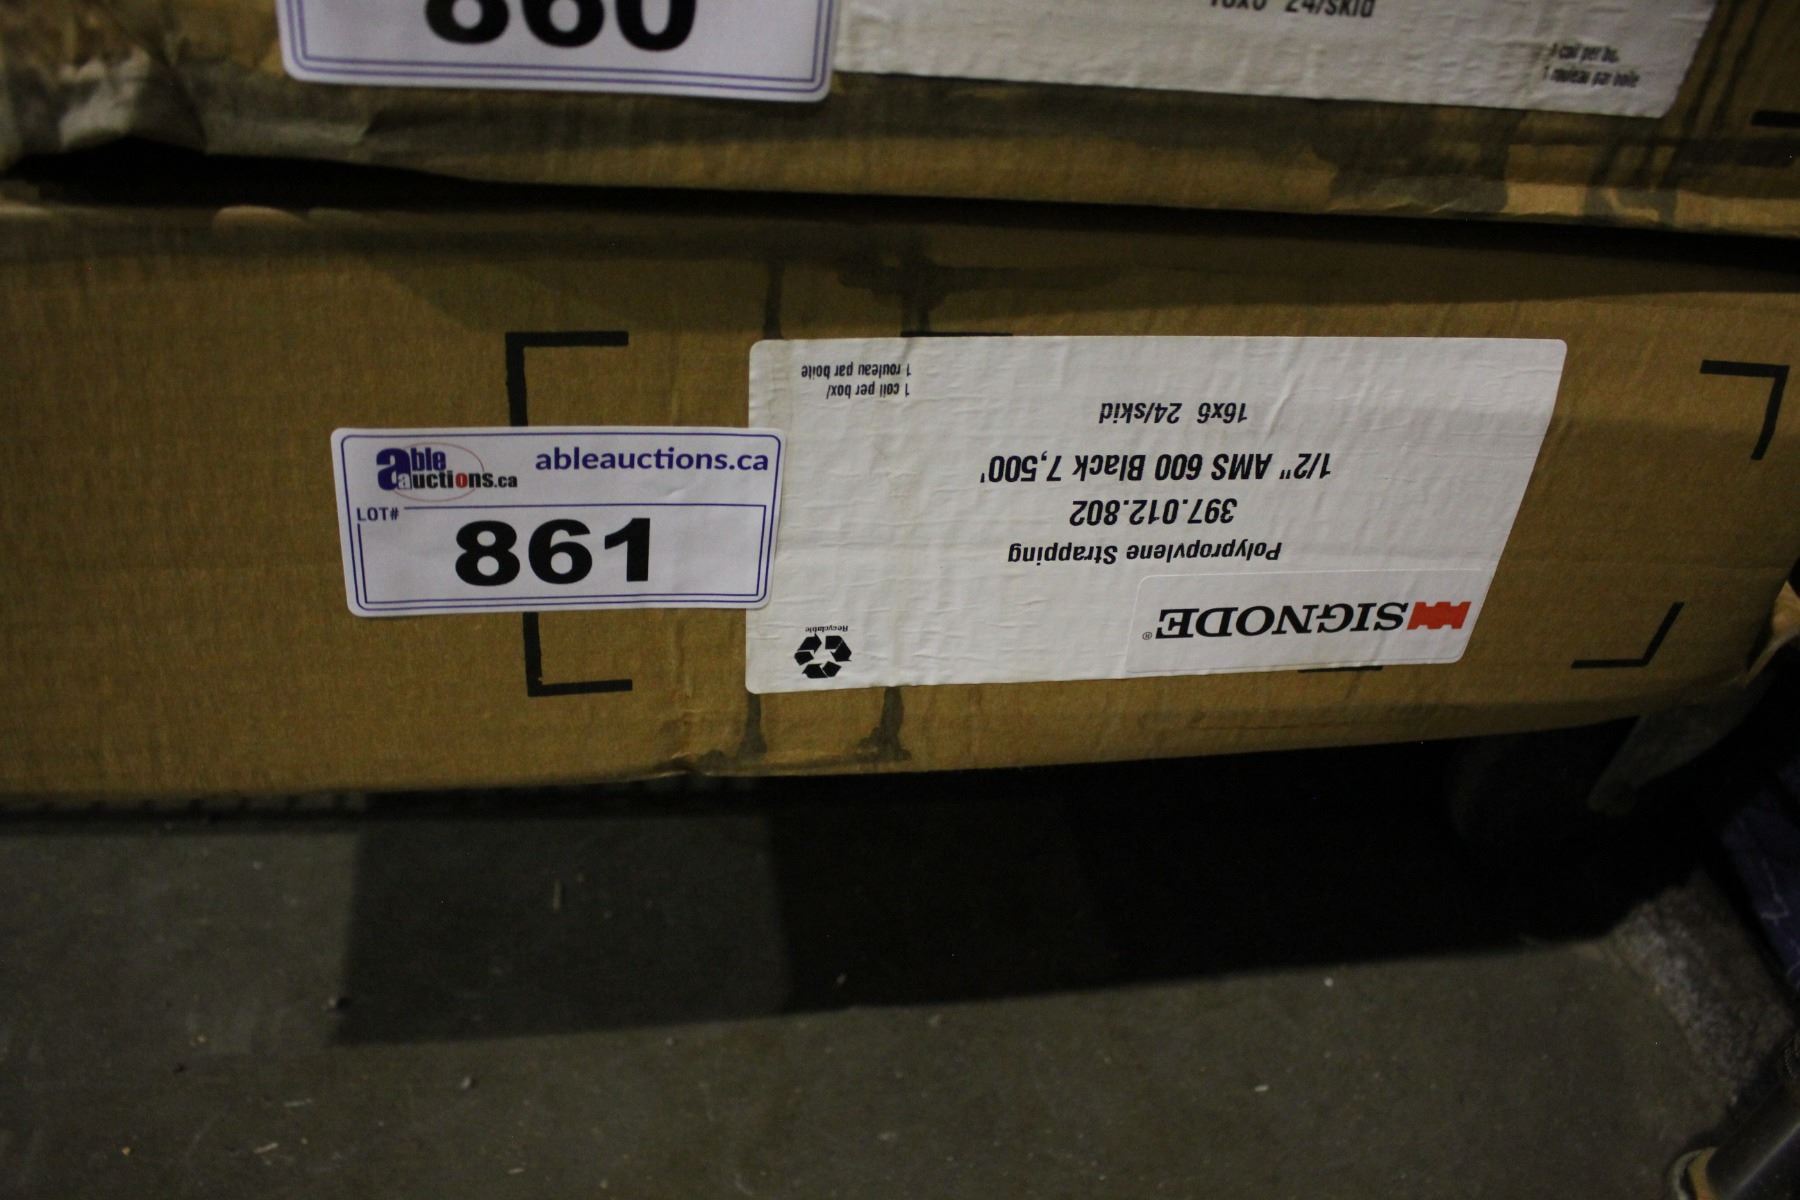 860
16x6 24/skid
1 coil per bx.
1 rouleau par boite
able
auctions.ca
ableauctions.ca
LOT#
861
SIGNODE®
Polypropylene Strapping
397.012.802
1/2" AMS 600 Black 7,500'
16x6 24/skid
1 coil per box/
1 rouleau par boite
Recyclable